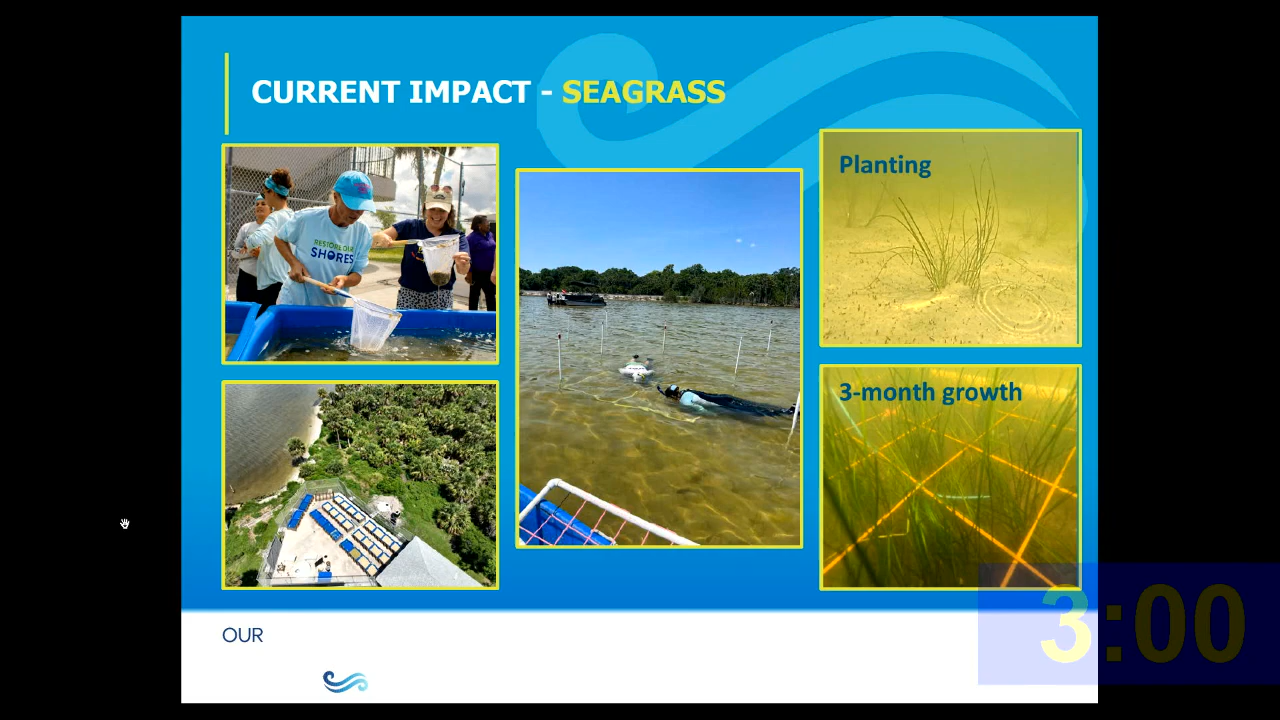 CURRENT IMPACT - SEAGRASS
RESTORE OUR
SHORES
Planting
3-month growth
OUR
3:00